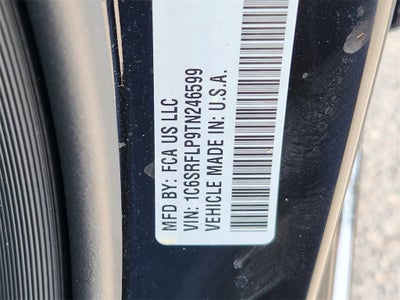 MFD BY: FCA US LLC
VIN: 1C6SRFLP9TN246599
VEHICLE MADE IN: U.S.A.